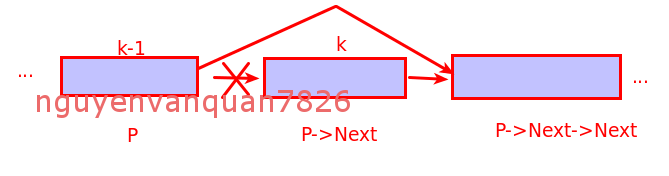 k-1
k
...
...
nguyenvanquan7826
P
P->Next
P->Next->Next